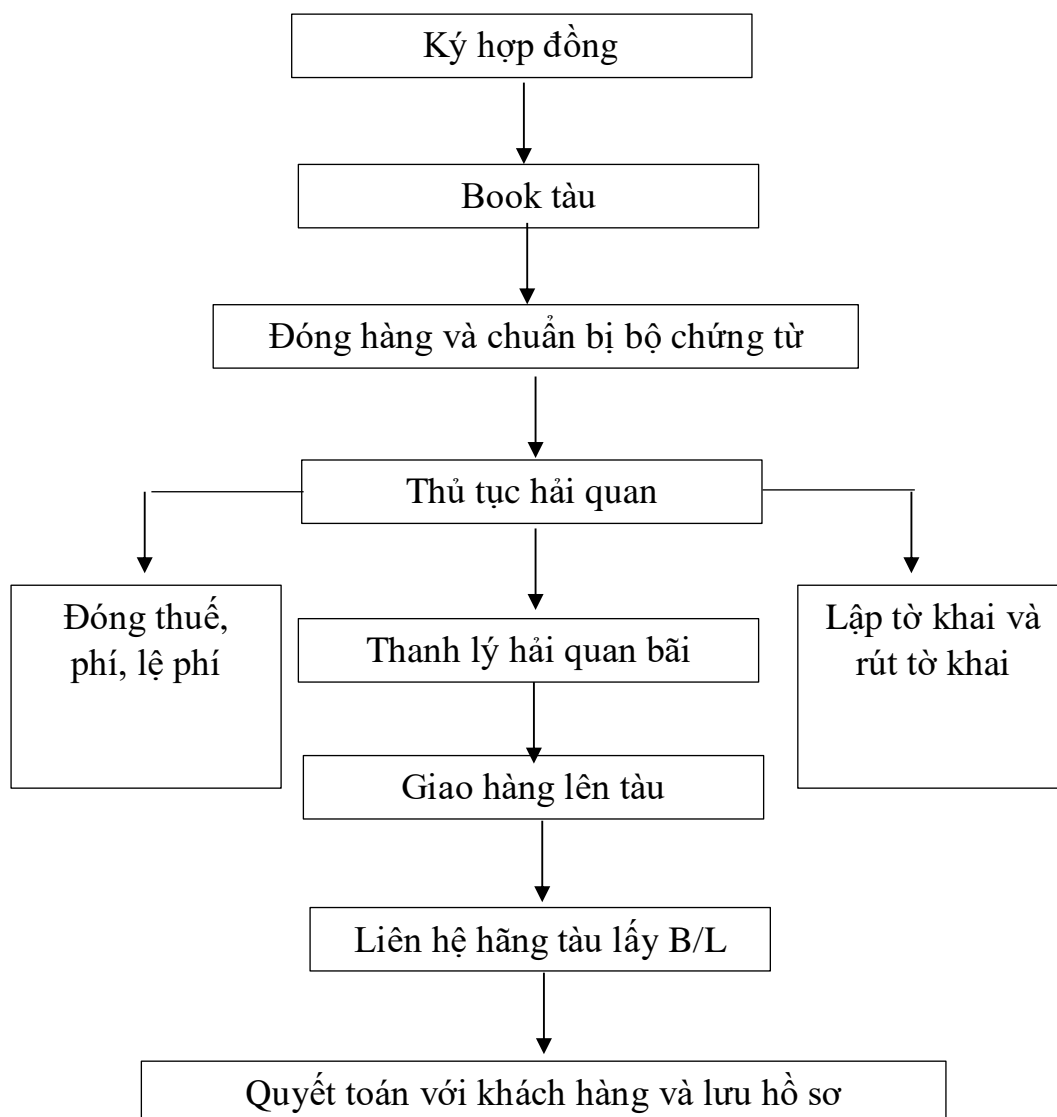 Ký hợp đồng
Book tàu
Đóng hàng và chuẩn bị bộ chứng từ
Thủ tục hải quan
Đóng thuế,
phí, lệ phí
Thanh lý hải quan bãi
Lập tờ khai và
rút tờ khai
Giao hàng lên tàu
Liên hệ hãng tàu lấy B/L
Quyết toán với khách hàng và lưu hồ sơ